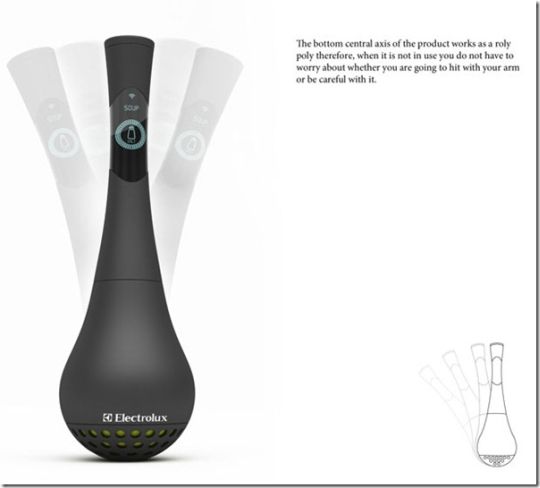 The bottom central axis of the product works as a roly
poly therefore, when it is not in use you do not have to
worry about whether you are going to hit with your arm
or be careful with it.
SOUP
SOUP
SOUP
Electrolux